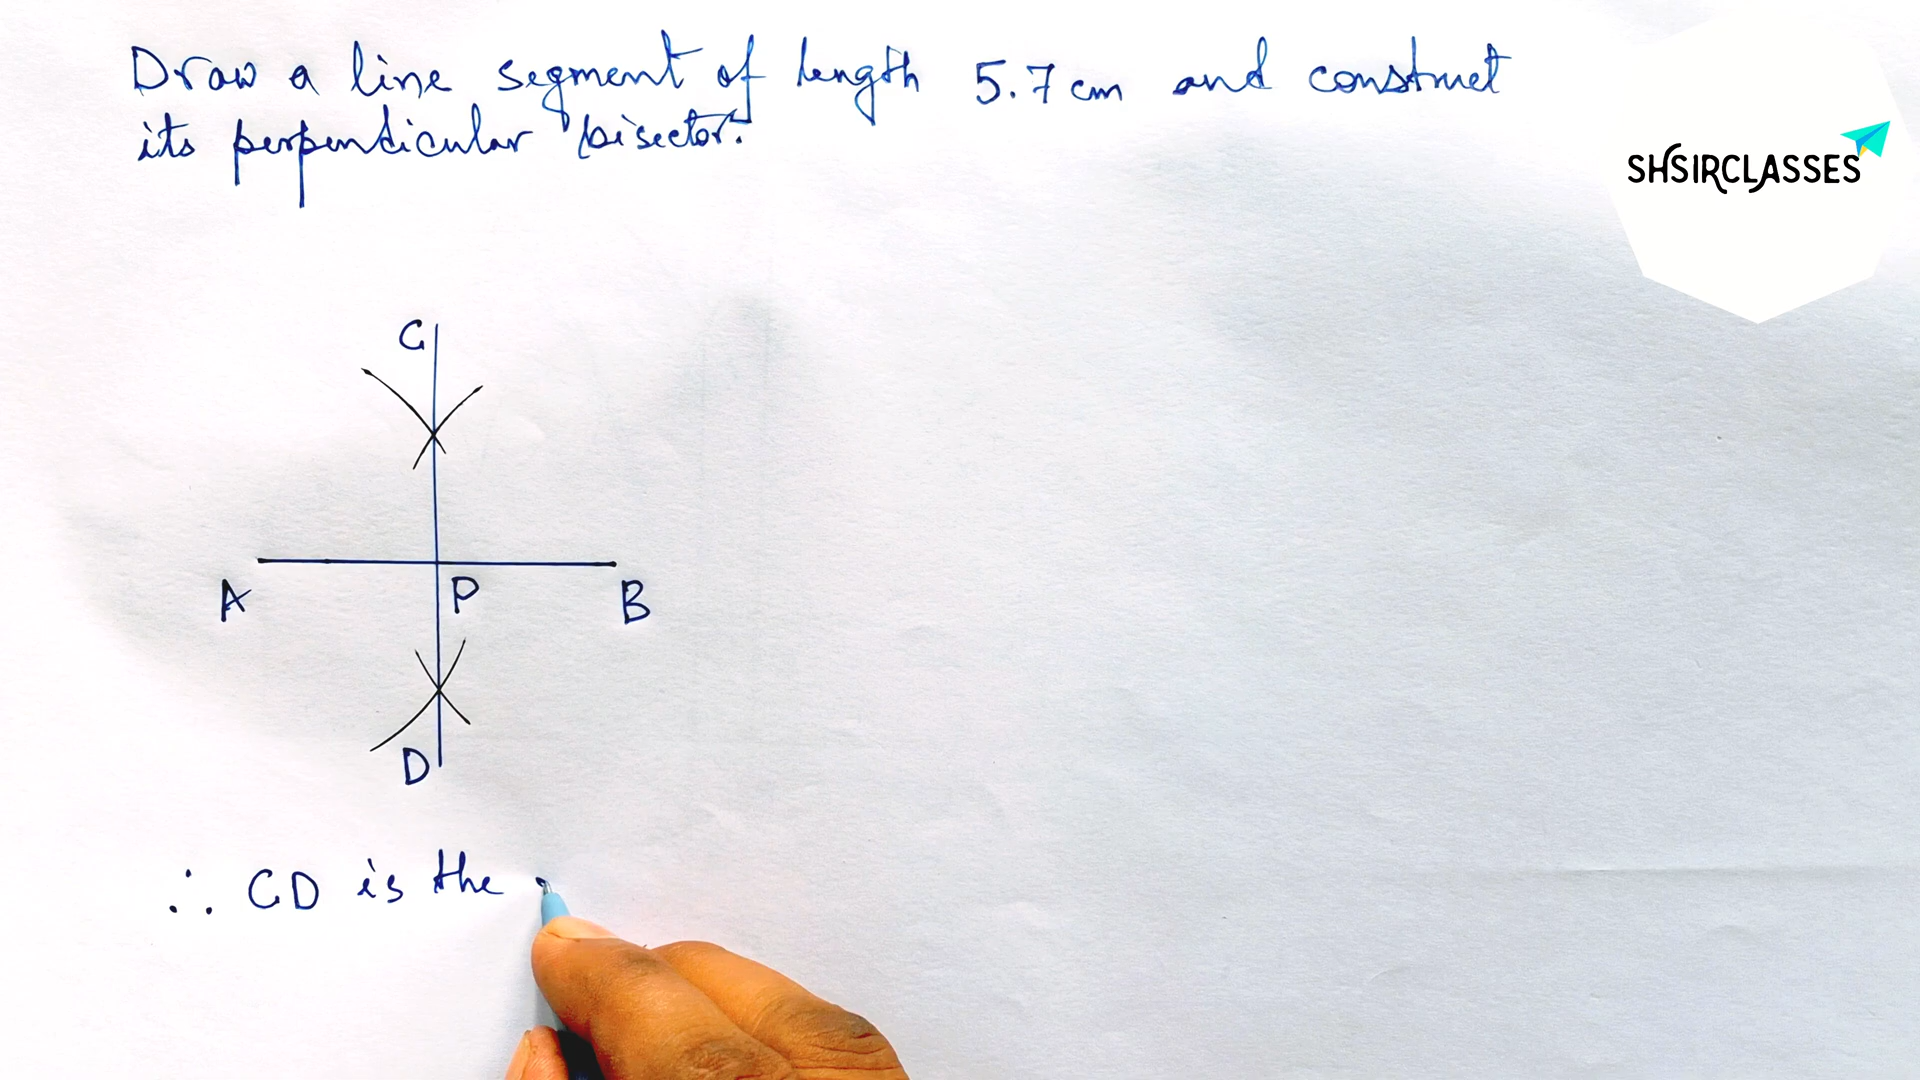 Draw a line segment of length 5.7 cm and construct
its perpendicular bisector.
SHSIRCLASSES
C
A P B
D
∴ CD is the